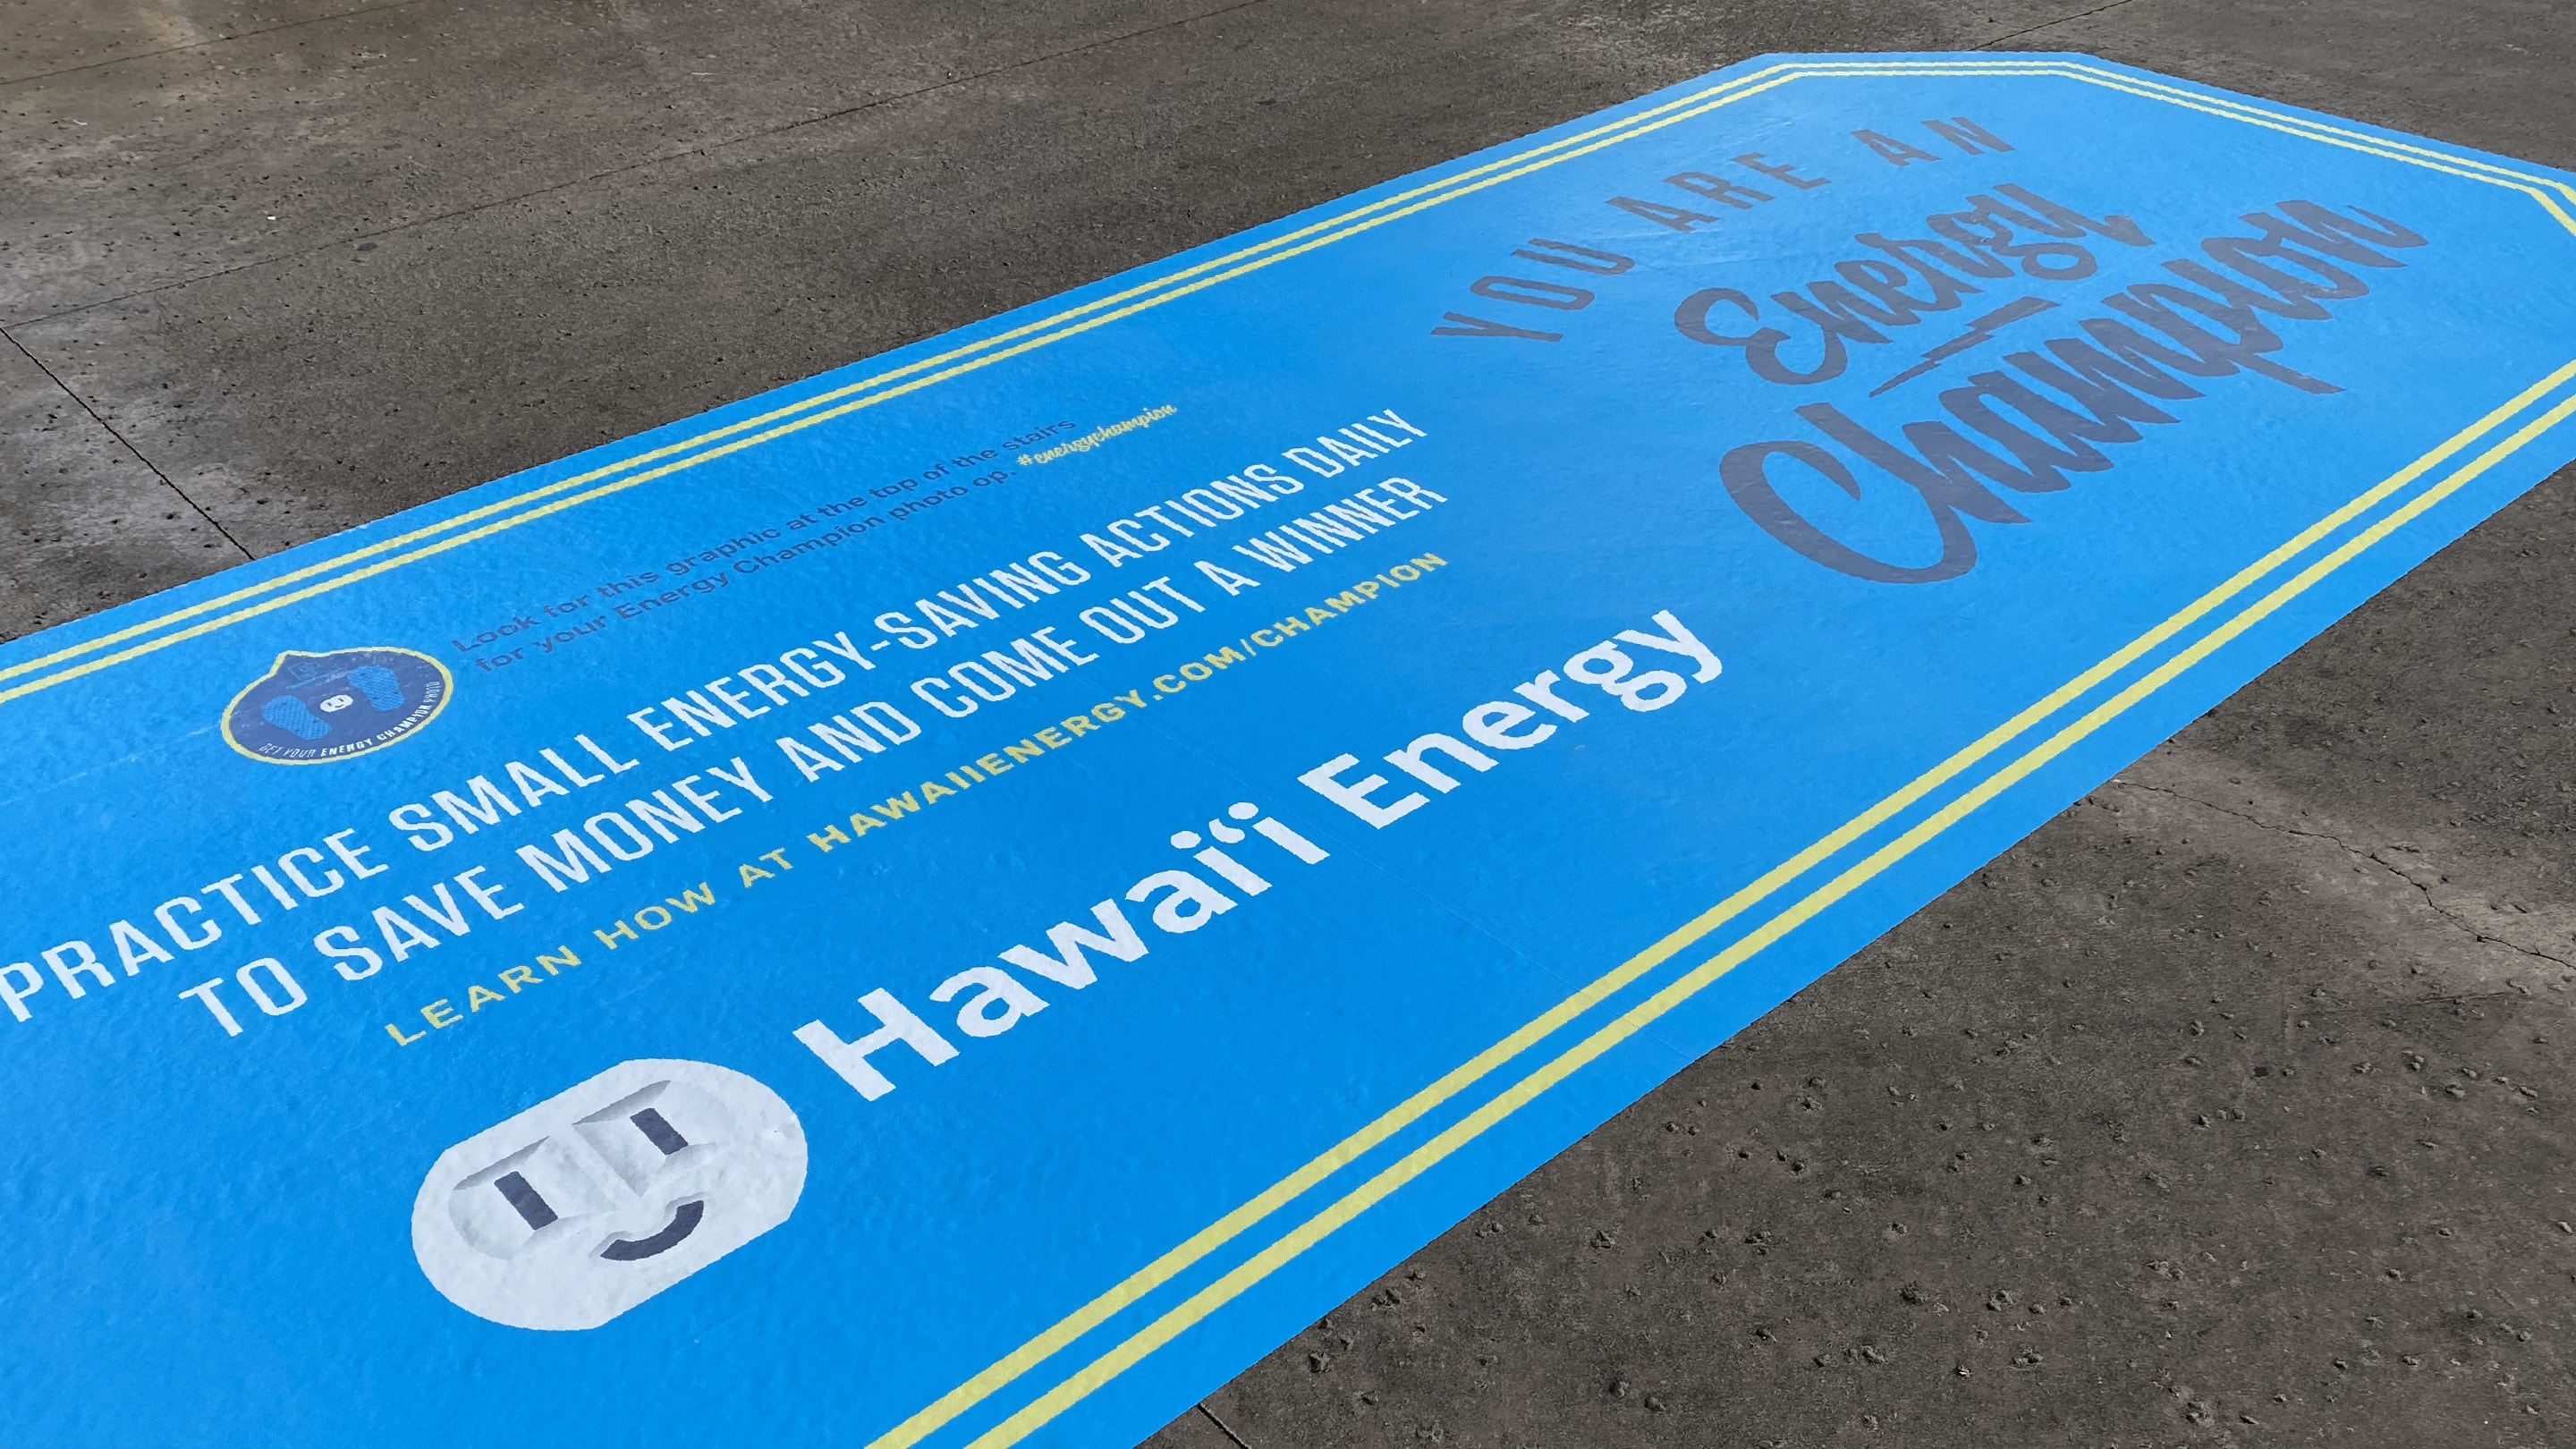 YOU ARE AN
Energy
Champion
Look for this graphic at the top of the stairs
for your Energy Champion photo op. #energychampion
GET YOUR ENERGY CHAMPION PHOTO
PRACTICE SMALL ENERGY-SAVING ACTIONS DAILY
TO SAVE MONEY AND COME OUT A WINNER
LEARN HOW AT HAWAIIENERGY.COM/CHAMPION
Hawaiʻi Energy